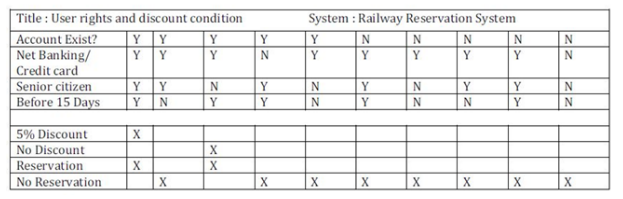 Title : User rights and discount condition System : Railway Reservation System
Account Exist? Y Y Y Y Y N N N N N
Net Banking/ Y Y Y N Y Y Y Y Y N
Credit card
Senior citizen Y Y N Y N Y N Y Y N
Before 15 Days Y N Y Y N Y N N Y N
5% Discount X
No Discount X
Reservation X X
No Reservation X X X X X X X X